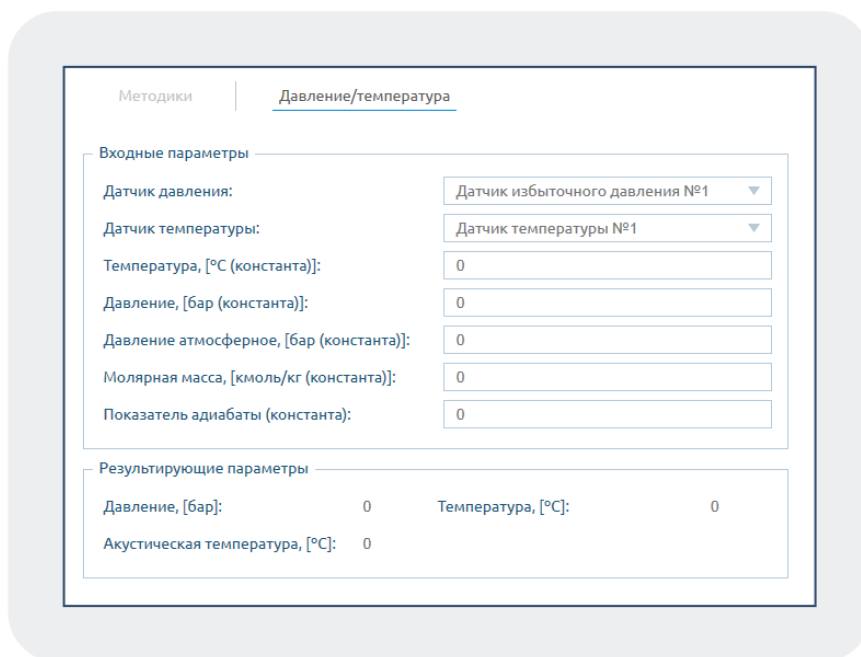 Методики Давление/температура
Входные параметры
Датчик давления: Датчик избыточного давления №1
Датчик температуры: Датчик температуры №1
Температура, [°C (константа)]: 0
Давление, [бар (константа)]: 0
Давление атмосферное, [бар (константа)]: 0
Молярная масса, [кмоль/кг (константа)]: 0
Показатель адиабаты (константа): 0
Результирующие параметры
Давление, [бар]: 0 Температура, [°C]: 0
Акустическая температура, [°C]: 0